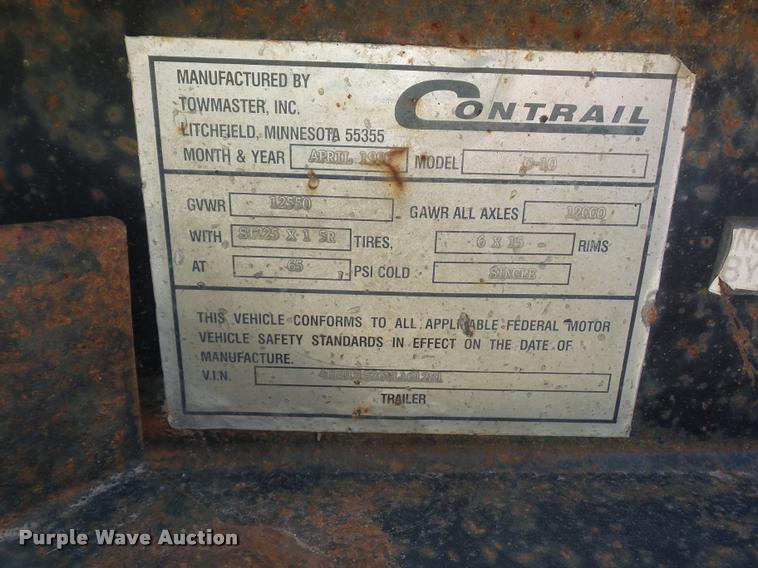 MANUFACTURED BY
TOWMASTER, INC.
LITCHFIELD, MINNESOTA 55355
CONTRAIL
MONTH & YEAR APRIL MODEL
GVWR 12550 GAWR ALL AXLES 12000
WITH TIRES, 6 X 15 RIMS
AT 65 PSI COLD SINGLE
THIS VEHICLE CONFORMS TO ALL APPLICABLE FEDERAL MOTOR
VEHICLE SAFETY STANDARDS IN EFFECT ON THE DATE OF
MANUFACTURE.
V.I.N.
TRAILER
Purple Wave Auction